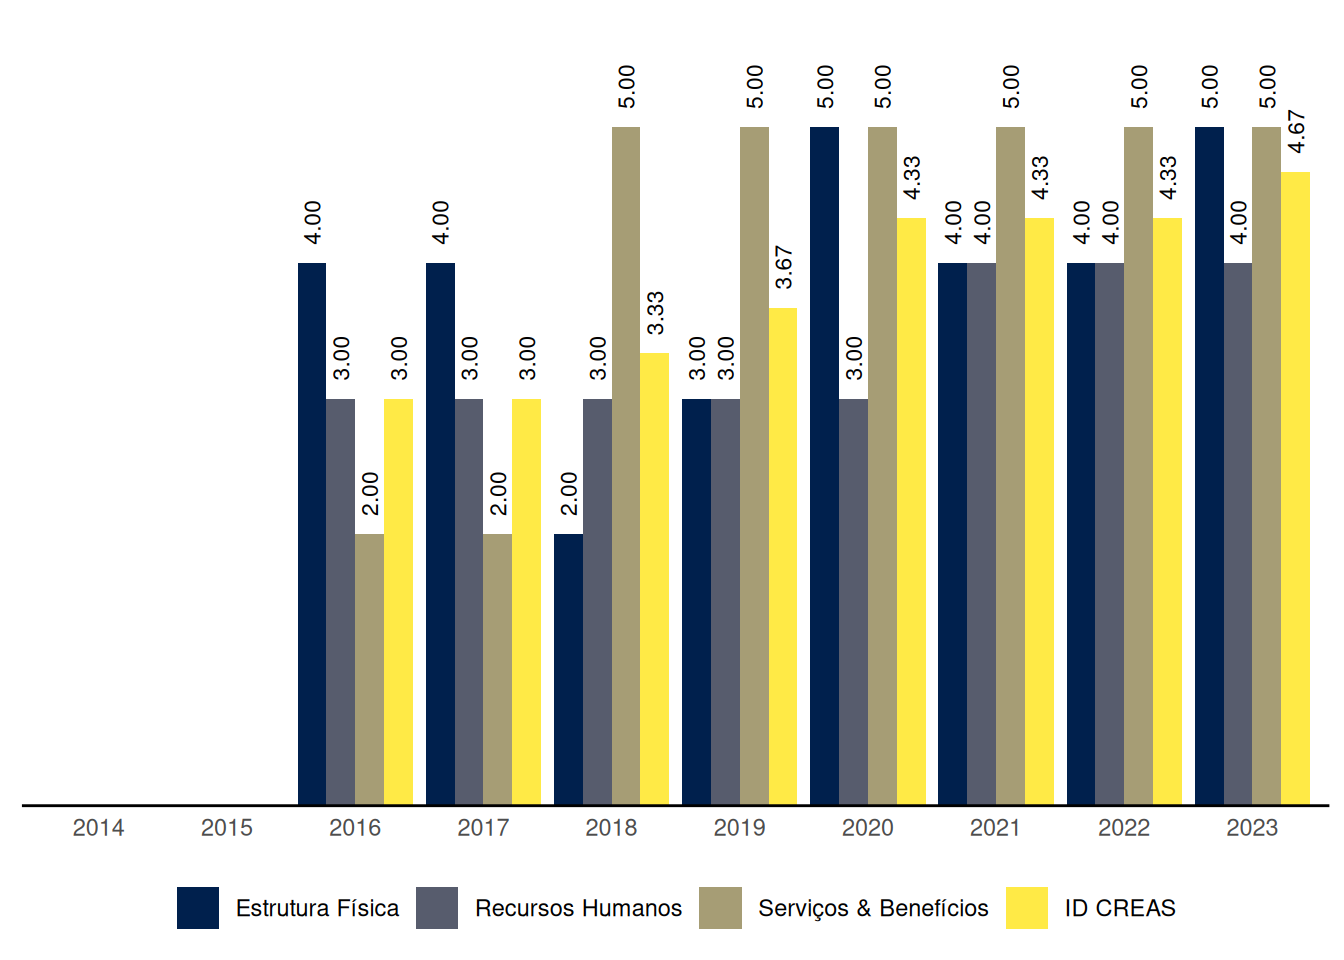 5.00 5.00 5.00 5.00 5.00 5.00 5.00 5.00
4.67
4.33 4.33 4.33
4.00 4.00 4.00 4.00 4.00 4.00 4.00
3.67
3.33
3.00 3.00 3.00 3.00 3.00 3.00 3.00 3.00
2.00 2.00 2.00
2014 2015 2016 2017 2018 2019 2020 2021 2022 2023
Estrutura Física Recursos Humanos Serviços & Benefícios ID CREAS